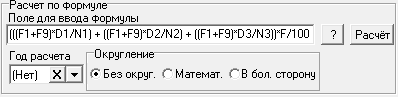 Расчет по формуле
Поле для ввода формулы
(((F1+F9)*D1/N1) + ((F1+F9)*D2/N2) + ((F1+F9)*D3/N3))*F/100
?
Расчёт
Год расчета
Округление
(Нет)
Без округ.
Математ.
В бол. сторону